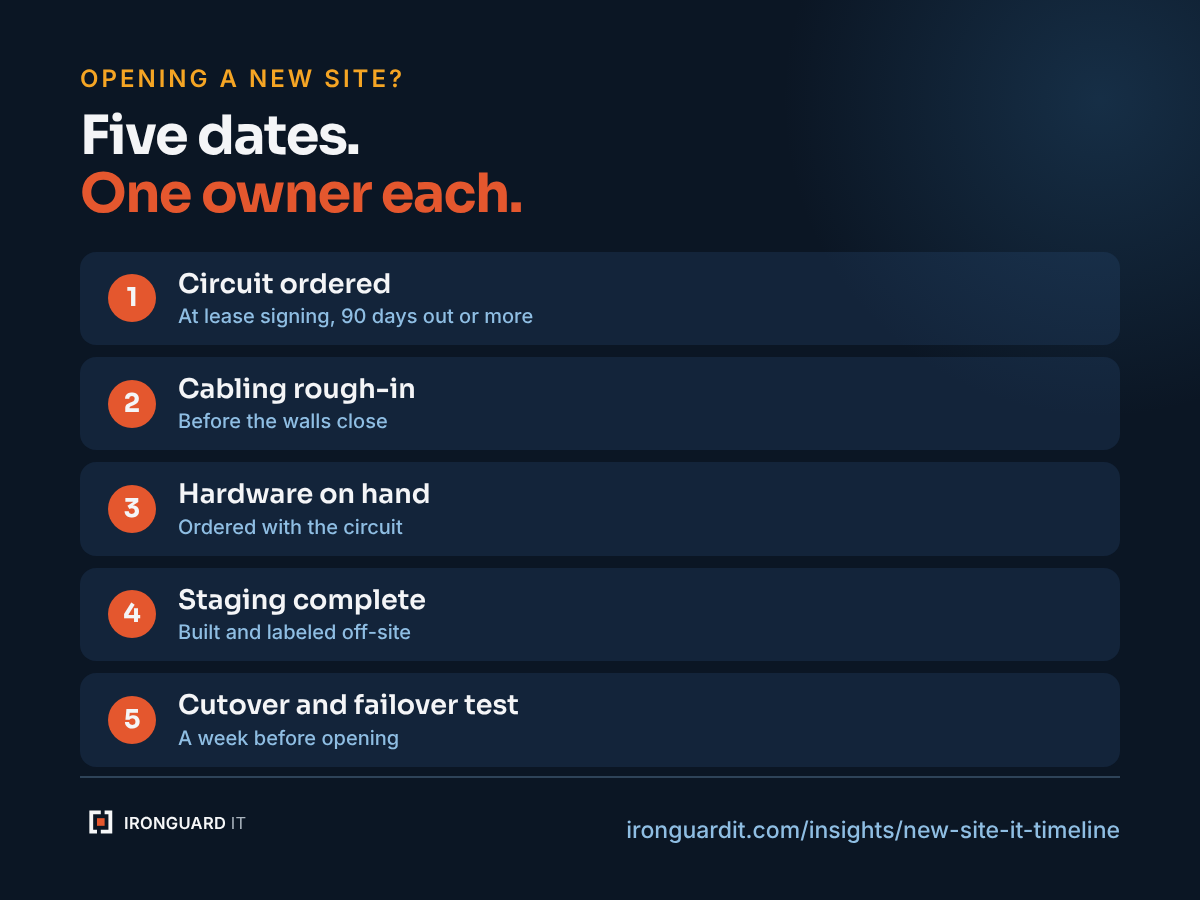 OPENING A NEW SITE?
Five dates.
One owner each.
1
Circuit ordered
At lease signing, 90 days out or more
2
Cabling rough-in
Before the walls close
3
Hardware on hand
Ordered with the circuit
4
Staging complete
Built and labeled off-site
5
Cutover and failover test
A week before opening
IRONGUARD IT
ironguardit.com/insights/new-site-it-timeline